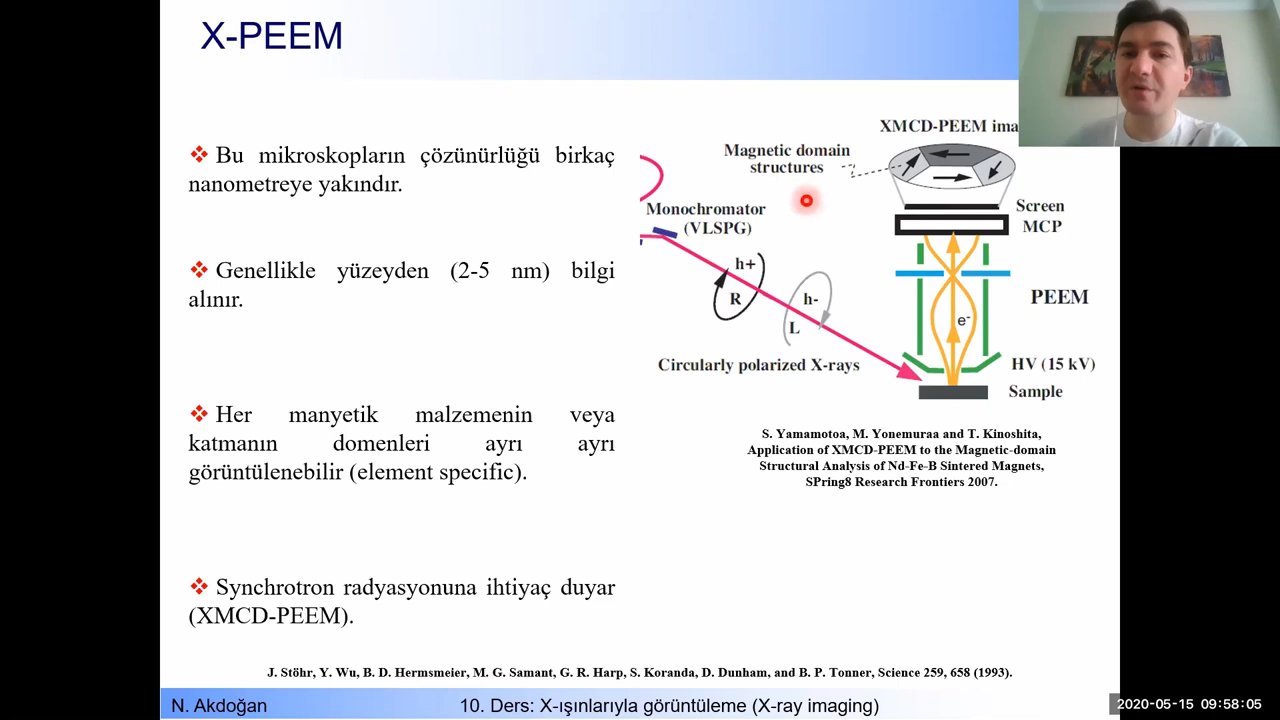 X-PEEM
❖ Bu mikroskopların çözünürlüğü birkaç
nanometreye yakındır.
❖ Genellikle yüzeyden (2-5 nm) bilgi
alınır.
❖ Her manyetik malzemenin veya
katmanın domenleri ayrı ayrı
görüntülenebilir (element specific).
❖ Synchrotron radyasyonuna ihtiyaç duyar
(XMCD-PEEM).
XMCD-PEEM ima
Magnetic domain
structures
Monochromator
(VLSPG)
Screen
MCP
h+
R
h-
L
PEEM
e-
Circularly polarized X-rays
HV (15 kV)
Sample
S. Yamamotoa, M. Yonemuraa and T. Kinoshita,
Application of XMCD-PEEM to the Magnetic-domain
Structural Analysis of Nd-Fe-B Sintered Magnets,
SPring8 Research Frontiers 2007.
J. Stöhr, Y. Wu, B. D. Hermsmeier, M. G. Samant, G. R. Harp, S. Koranda, D. Dunham, and B. P. Tonner, Science 259, 658 (1993).
N. Akdoğan
10. Ders: X-ışınlarıyla görüntüleme (X-ray imaging)
2020-05-15 09:58:05